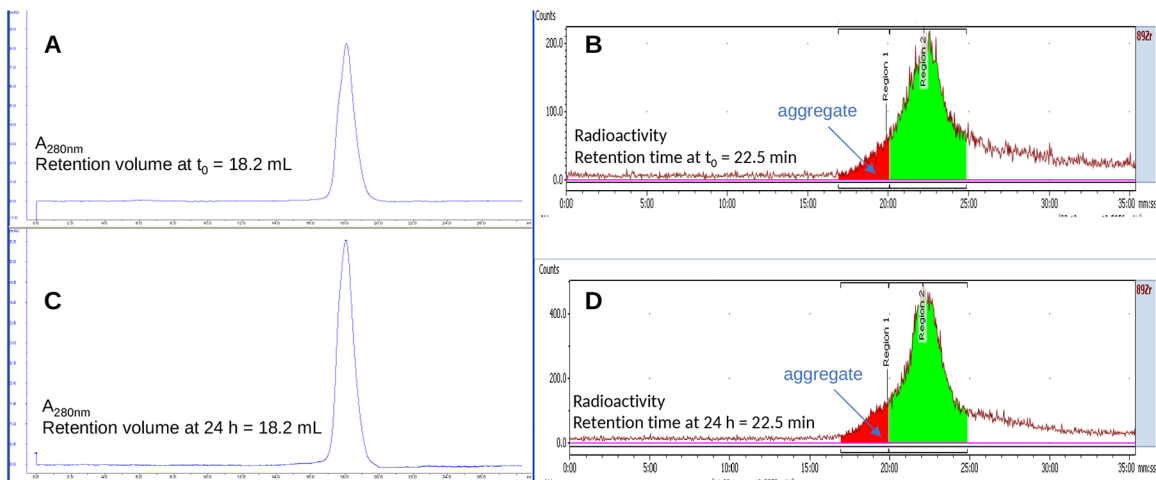 A
A280nm
Retention volume at t0 = 18.2 mL
B
Counts
200.0
100.0
0.0
Region 1
Region 2
aggregate
Radioactivity
Retention time at t0 = 22.5 min
89Zr
0:00 5:00 10:00 15:00 20:00 25:00 30:00 35:00 mm:ss
C
A280nm
Retention volume at 24 h = 18.2 mL
D
Counts
400.0
200.0
0.0
Region 1
Region 2
aggregate
Radioactivity
Retention time at 24 h = 22.5 min
89Zr
0:00 5:00 10:00 15:00 20:00 25:00 30:00 35:00 mm:ss